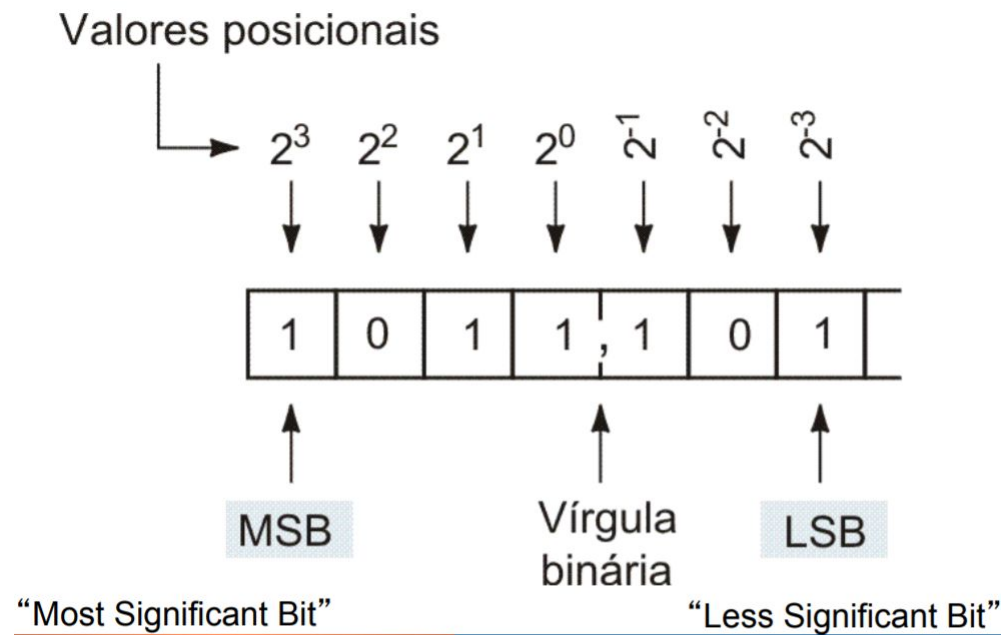 Valores posicionais
2³ 2² 2¹ 2⁰ 2⁻¹ 2⁻² 2⁻³
1 0 1 1 , 1 0 1
MSB Vírgula binária LSB
“Most Significant Bit” “Less Significant Bit”